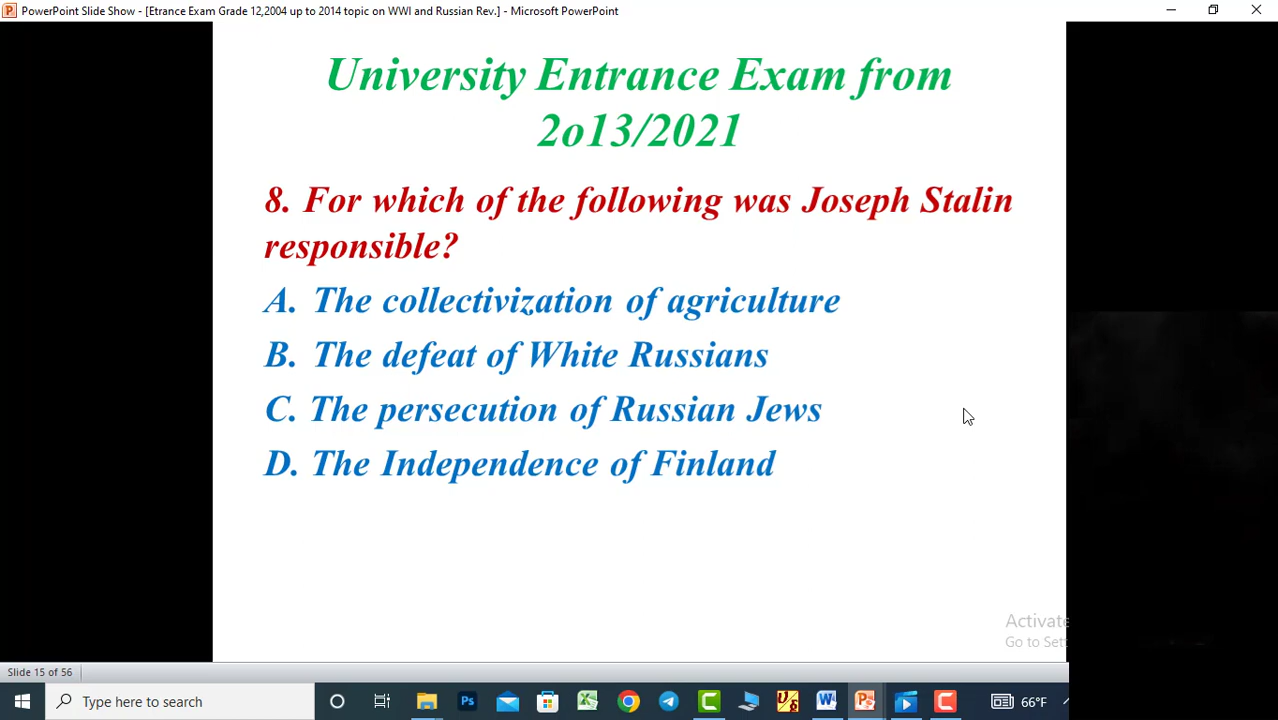 PowerPoint Slide Show - [Etrance Exam Grade 12,2004 up to 2014 topic on WWI and Russian Rev.] - Microsoft PowerPoint
University Entrance Exam from
2o13/2021
8. For which of the following was Joseph Stalin
responsible?
A. The collectivization of agriculture
B. The defeat of White Russians
C. The persecution of Russian Jews
D. The Independence of Finland
Activate
Go to Sett
Slide 15 of 56
Type here to search
66°F